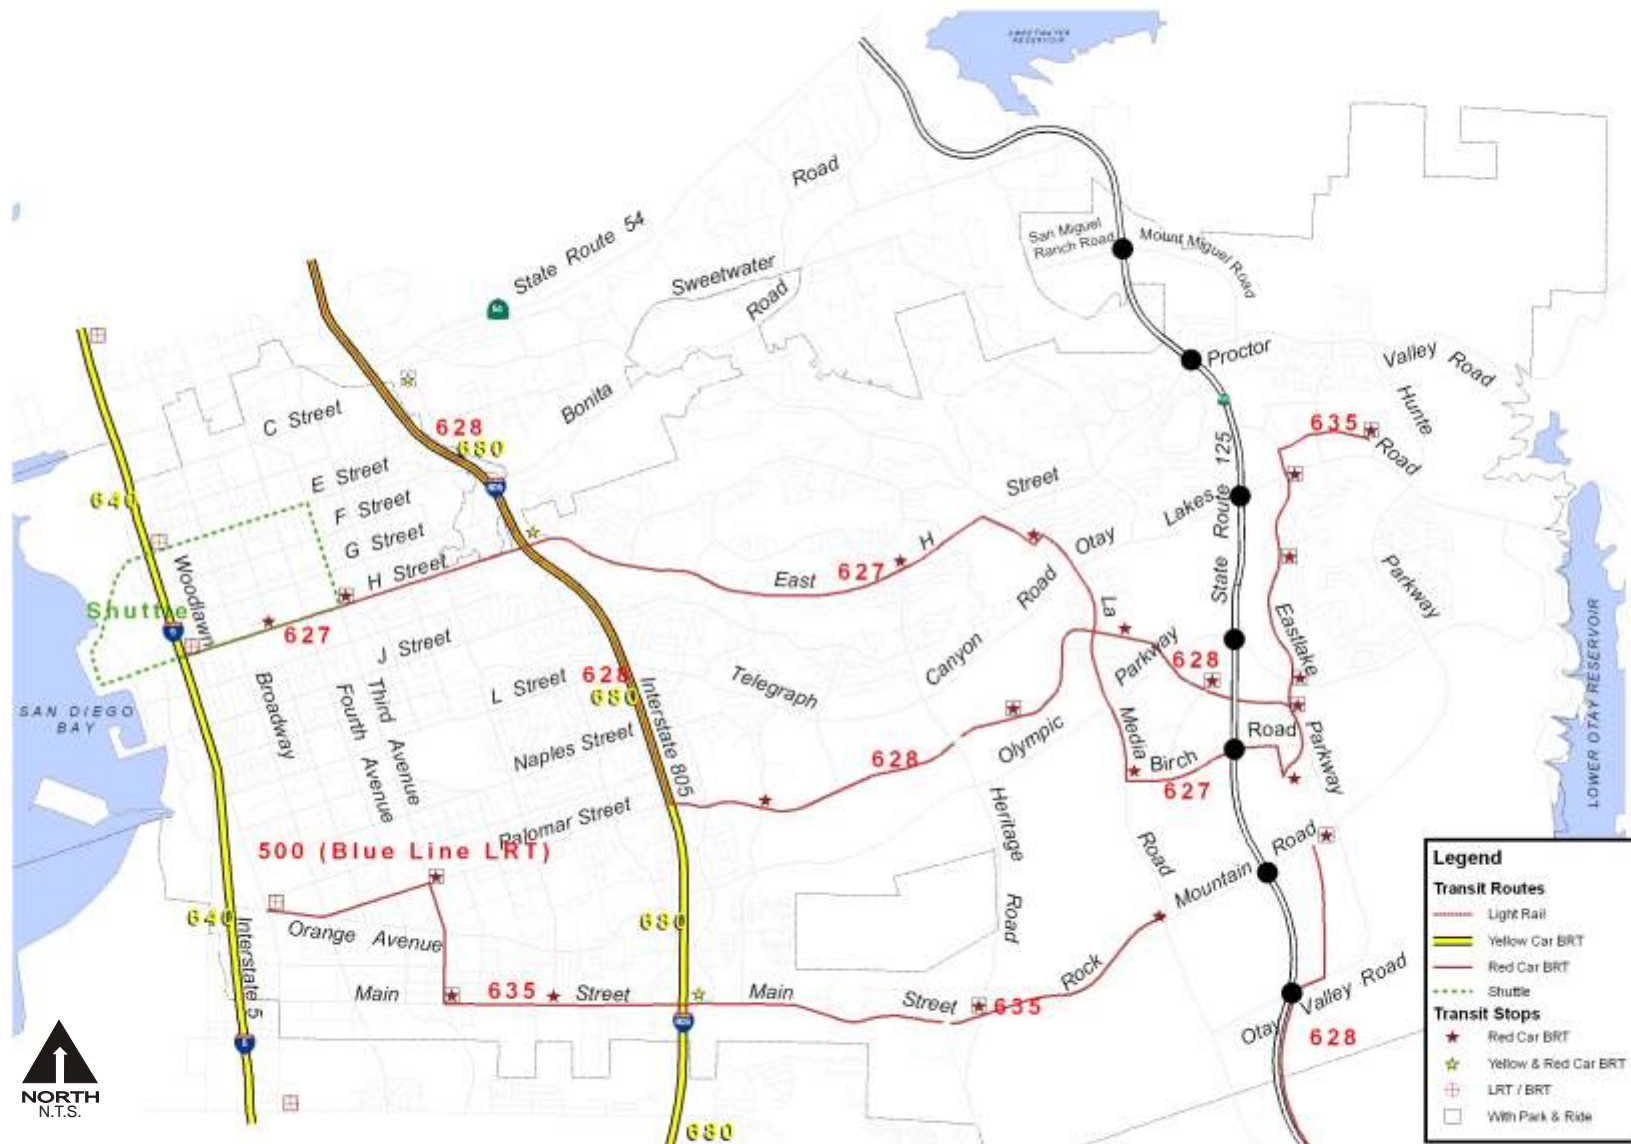 SWEETWATER
RESERVOIR
Road
State Route 54
San Miguel
Ranch Road
Mount Miguel Road
Sweetwater
Road
54
Proctor
Valley Road
Hunte
Bonita
C Street
628
680
635
Road
125
E Street
Street
640
F Street
Lakes
G Street
H
Otay
State Route
H Street
East
627
Road
Parkway
Woodlawn
Shuttle
La
Eastlake
627
J Street
Canyon
Parkway
628
Telegraph
L Street
628
680
Interstate 805
Broadway
Third Avenue
Fourth Avenue
SAN DIEGO
BAY
Media
Olympic
Road
Parkway
LOWER OTAY RESERVOIR
Naples Street
628
Birch
627
Heritage
Palomar Street
500 (Blue Line LRT)
Road
Road
Mountain
640
680
Orange Avenue
Road
Interstate 5
Rock
Valley Road
Main
635
Street
Main
Street
635
Otay
628
680
NORTH
N.T.S.
Legend
Transit Routes
Light Rail
Yellow Car BRT
Red Car BRT
Shuttle
Transit Stops
Red Car BRT
Yellow & Red Car BRT
LRT / BRT
With Park & Ride